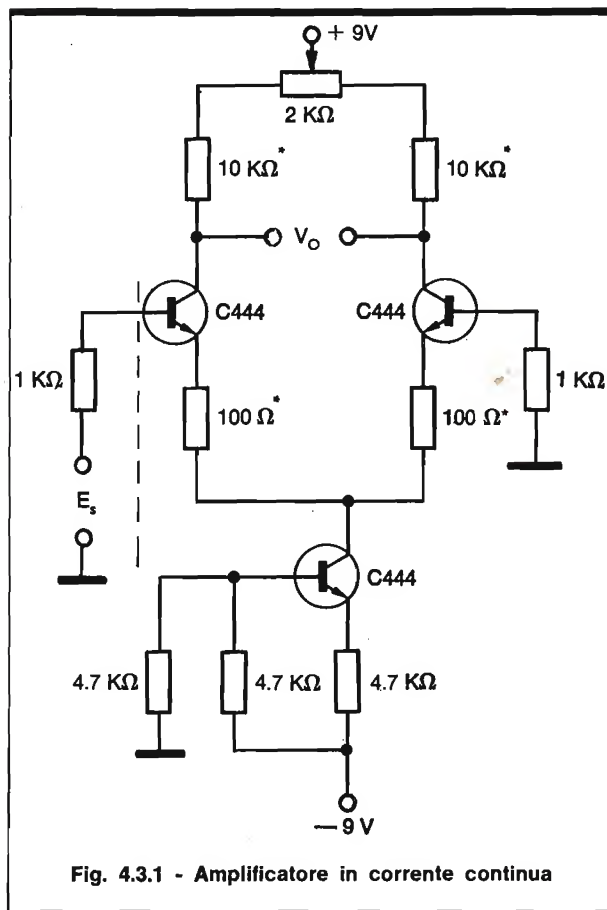 + 9V
2 KΩ
10 KΩ*
10 KΩ*
V_O
C444
C444
1 KΩ
1 KΩ
100 Ω*
100 Ω*
E_s
C444
4.7 KΩ
4.7 KΩ
4.7 KΩ
— 9 V
Fig. 4.3.1 - Amplificatore in corrente continua